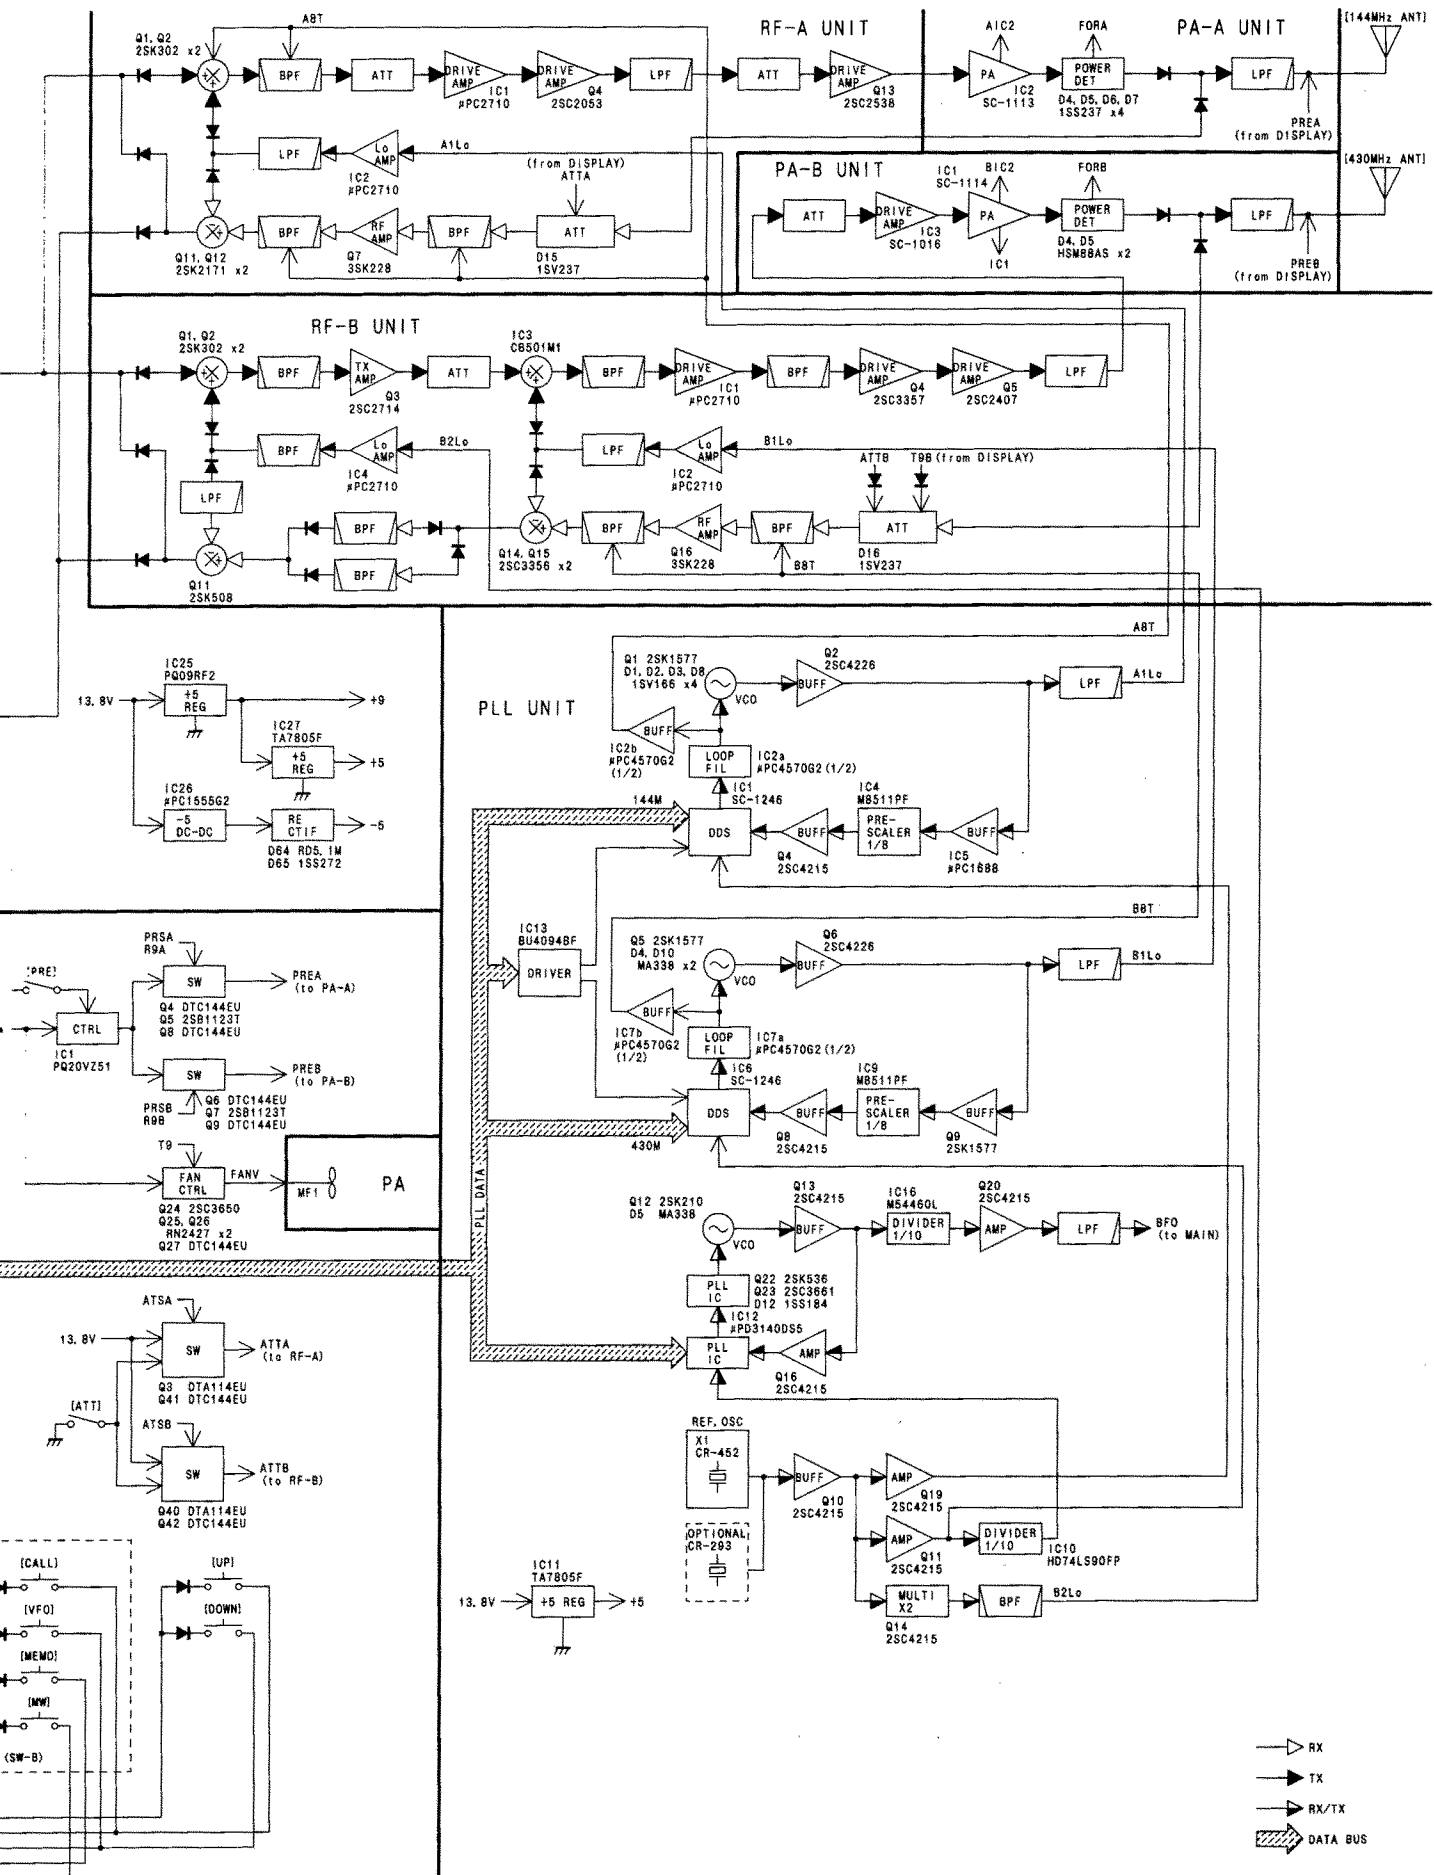 RF-A UNIT
A8T
Q1, Q2
2SK302 x2
BPF
ATT
DRIVE
AMP
IC1
μPC2710
DRIVE
AMP
Q4
2SC2053
LPF
ATT
DRIVE
AMP
Q13
2SC2538
LPF
Lo
AMP
IC2
μPC2710
A1Lo
(from DISPLAY)
ATTA
Q11, Q12
2SK2171 x2
BPF
RF
AMP
Q7
3SK228
BPF
ATT
D15
1SV237
PA-A UNIT
AIC2
PA
IC2
SC-1113
FORA
POWER
DET
D4, D5, D6, D7
1SS237 x4
LPF
PREA
(from DISPLAY)
[144MHz ANT]
PA-B UNIT
ATT
DRIVE
AMP
IC3
SC-1016
IC1
SC-1114
BIC2
PA
IC1
FORB
POWER
DET
D4, D5
HSM88AS x2
LPF
PREB
(from DISPLAY)
[430MHz ANT]
RF-B UNIT
Q1, Q2
2SK302 x2
BPF
TX
AMP
Q3
2SC2714
ATT
IC3
CB501M1
BPF
DRIVE
AMP
IC1
μPC2710
BPF
DRIVE
AMP
Q4
2SC3357
DRIVE
AMP
Q5
2SC2407
LPF
BPF
Lo
AMP
IC4
μPC2710
B2Lo
LPF
Lo
AMP
IC2
μPC2710
B1Lo
ATTB
T9B (from DISPLAY)
LPF
Q11
2SK508
BPF
BPF
Q14, Q15
2SC3356 x2
BPF
RF
AMP
Q16
3SK228
BPF
B8T
ATT
D16
1SV237
IC25
PQ09RF2
13.8V
+5
REG
+9
IC27
TA7805F
+5
REG
+5
IC26
μPC1555G2
-5
DC-DC
RE
CTIF
-5
D64 RD5.1M
D65 1SS272
PLL UNIT
A8T
Q1 2SK1577
D1, D2, D3, D8
1SV166 x4
VCO
Q2
2SC4226
BUFF
LPF
A1Lo
BUFF
IC2b
μPC4570G2
(1/2)
LOOP
FIL
IC2a
μPC4570G2 (1/2)
IC1
SC-1246
144M
DDS
BUFF
Q4
2SC4215
IC4
MB511PF
PRE-
SCALER
1/8
BUFF
IC5
μPC1688
B8T
IC13
BU4094BF
DRIVER
Q5 2SK1577
D4, D10
MA338 x2
VCO
Q6
2SC4226
BUFF
LPF
B1Lo
BUFF
IC7b
μPC4570G2
(1/2)
LOOP
FIL
IC7a
μPC4570G2 (1/2)
IC6
SC-1246
430M
DDS
BUFF
Q8
2SC4215
IC9
MB511PF
PRE-
SCALER
1/8
BUFF
Q9
2SK1577
PLL DATA
PRSA
R9A
[PRE]
SW
PREA
(to PA-A)
Q4 DTC144EU
Q5 2SB1123T
Q8 DTC144EU
CTRL
IC1
PQ20VZ51
SW
PREB
(to PA-B)
PRSB
R9B
Q6 DTC144EU
Q7 2SB1123T
Q9 DTC144EU
T9
FAN
CTRL
FANV
MF1
PA
Q24 2SC3650
Q25, Q26
RN2427 x2
Q27 DTC144EU
Q12 2SK210
D5 MA338
VCO
Q13
2SC4215
BUFF
IC16
M54460L
DIVIDER
1/10
Q20
2SC4215
AMP
LPF
BFO
(to MAIN)
PLL
IC
Q22 2SK536
Q23 2SC3661
D12 1SS184
IC12
μPD3140DS5
PLL
IC
AMP
Q16
2SC4215
ATSA
13.8V
SW
ATTA
(to RF-A)
Q3 DTA114EU
Q41 DTC144EU
[ATT]
ATSB
SW
ATTB
(to RF-B)
Q40 DTA114EU
Q42 DTC144EU
REF.OSC
X1
CR-452
BUFF
Q10
2SC4215
AMP
Q19
2SC4215
OPTIONAL
CR-293
AMP
Q11
2SC4215
DIVIDER
1/10
IC10
HD74LS90FP
MULTI
X2
Q14
2SC4215
BPF
B2Lo
IC11
TA7805F
13.8V
+5 REG
+5
[CALL]
[UP]
[VFO]
[DOWN]
[MEMO]
[MW]
(SW-B)
RX
TX
RX/TX
DATA BUS